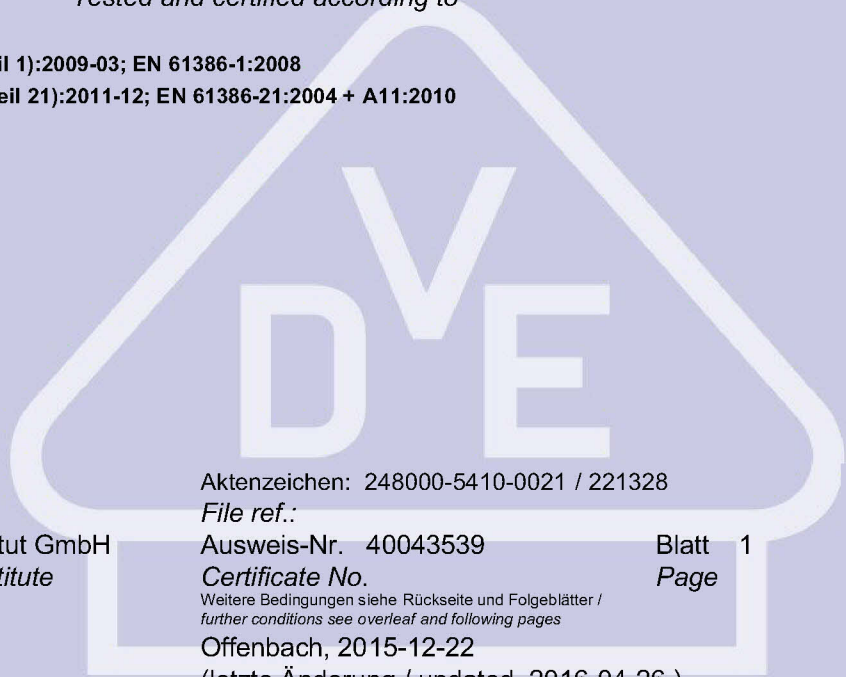 Tested and certified according to
il 1):2009-03; EN 61386-1:2008
eil 21):2011-12; EN 61386-21:2004 + A11:2010
VDE
Aktenzeichen: 248000-5410-0021 / 221328
File ref.:
tut GmbH Ausweis-Nr. 40043539 Blatt 1
titute Certificate No. Page
Weitere Bedingungen siehe Rückseite und Folgeblätter /
further conditions see overleaf and following pages
Offenbach, 2015-12-22
(letzte Änderung / updated 2016-04-26 )